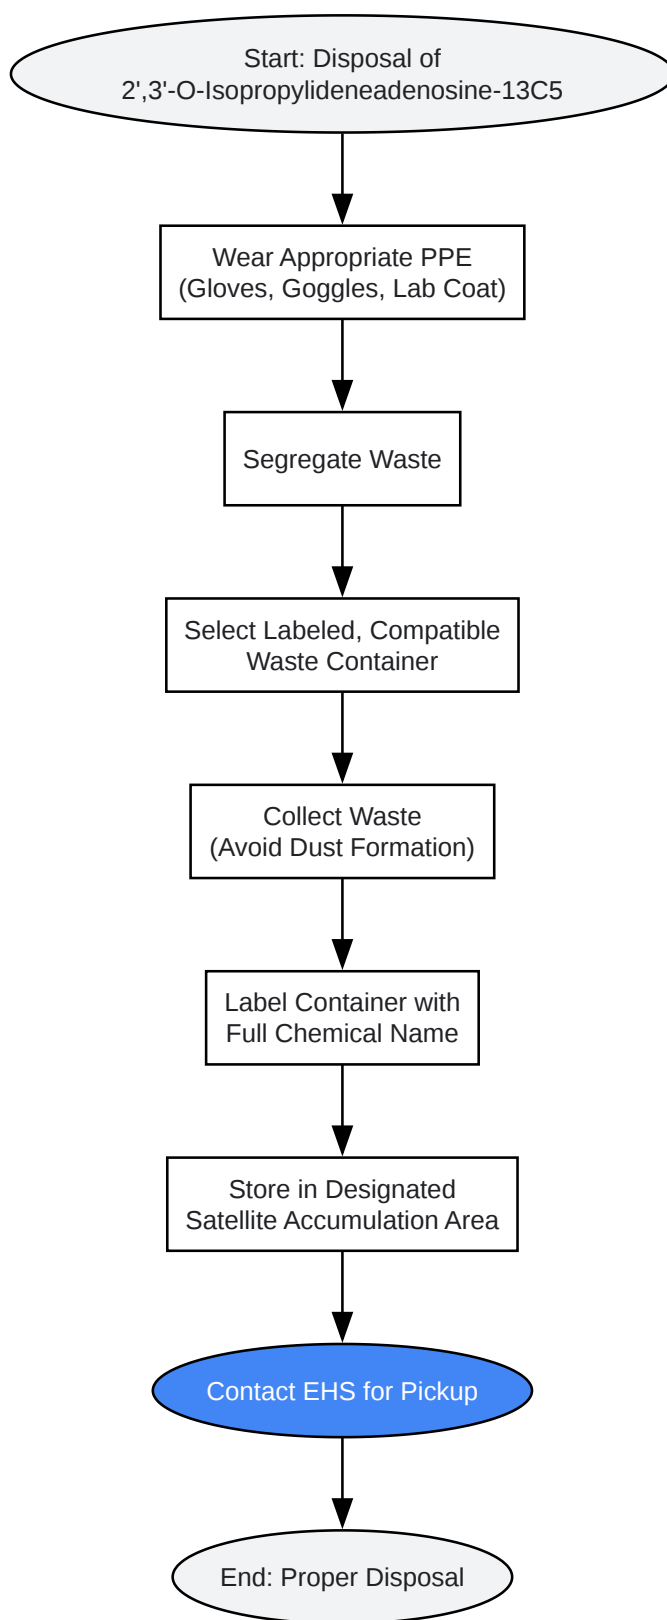 Start: Disposal of
2',3'-O-Isopropylideneadenosine-13C5
Wear Appropriate PPE
(Gloves, Goggles, Lab Coat)
Segregate Waste
Select Labeled, Compatible
Waste Container
Collect Waste
(Avoid Dust Formation)
Label Container with
Full Chemical Name
Store in Designated
Satellite Accumulation Area
Contact EHS for Pickup
End: Proper Disposal